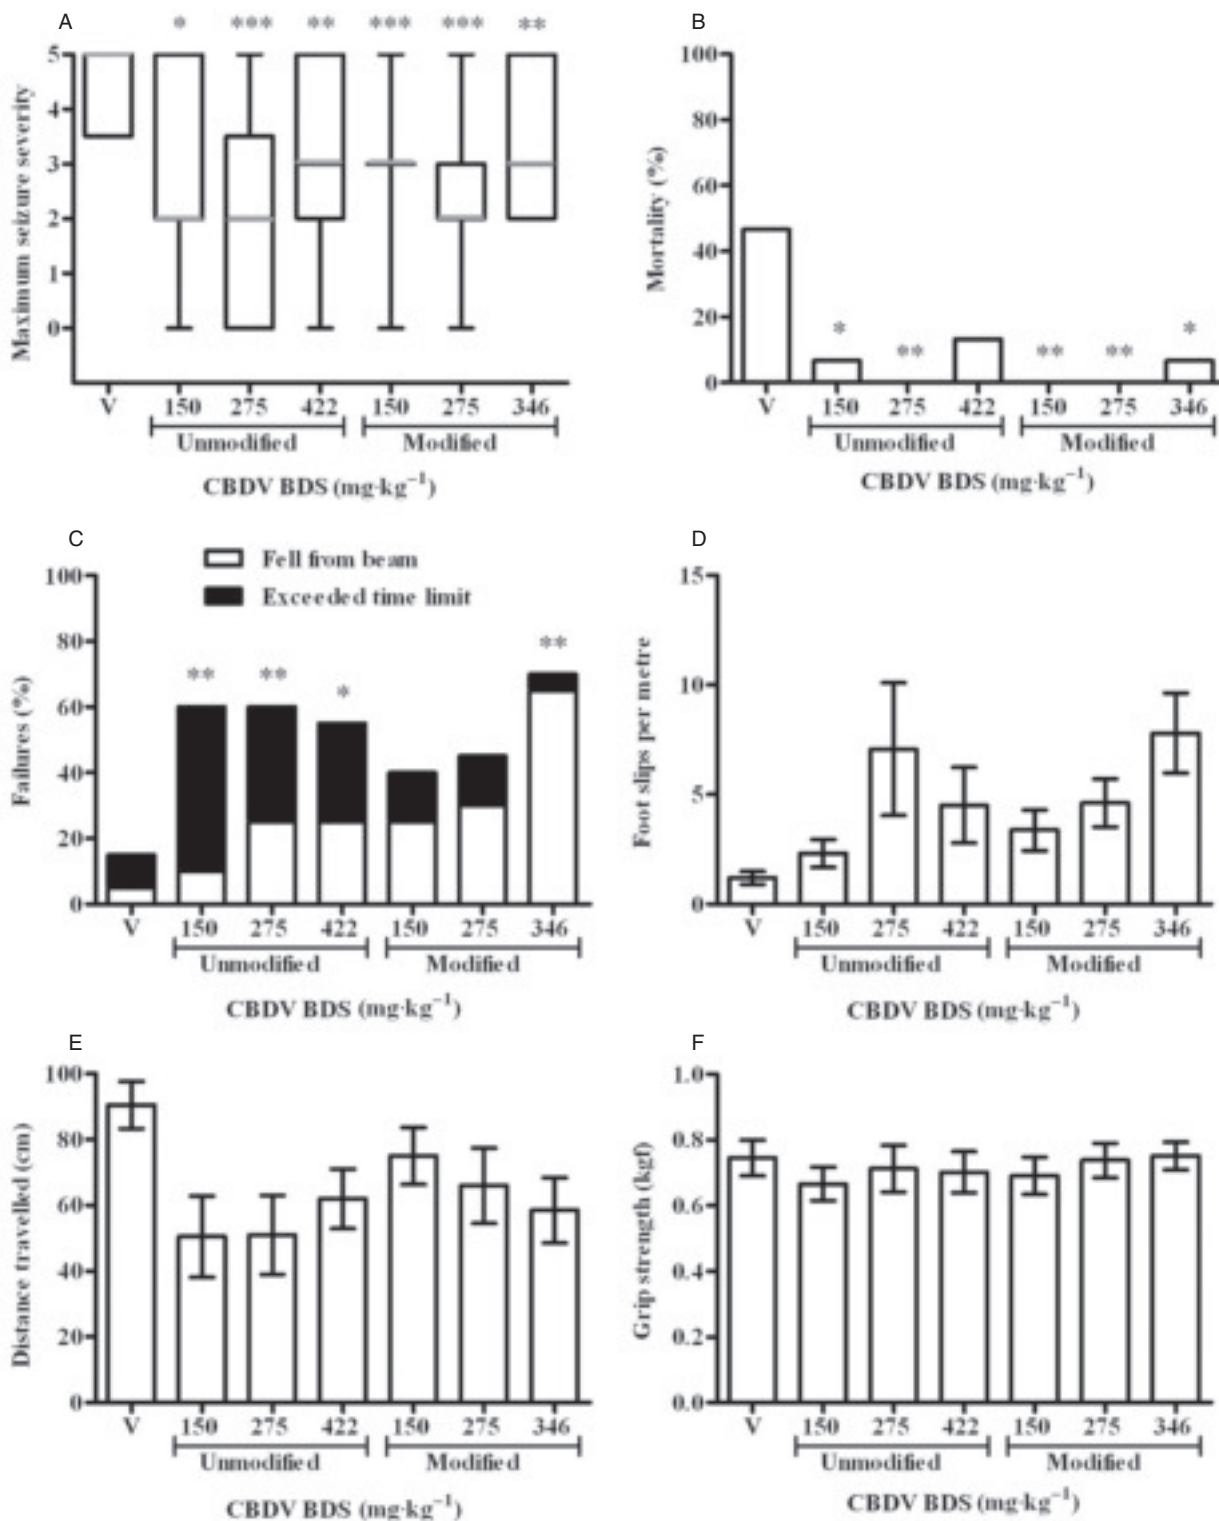 A
* *** ** *** *** **
Maximum seizure severity
5
4
3
2
1
0
V 150 275 422 150 275 346
Unmodified Modified
CBDV BDS (mg·kg⁻¹)
B
Mortality (%)
100
80
60
40
20
0
* ** ** ** *
V 150 275 422 150 275 346
Unmodified Modified
CBDV BDS (mg·kg⁻¹)
C
Fell from beam
Exceeded time limit
Failures (%)
100
80
60
40
20
0
** ** * **
V 150 275 422 150 275 346
Unmodified Modified
CBDV BDS (mg·kg⁻¹)
D
Foot slips per metre
15
10
5
0
V 150 275 422 150 275 346
Unmodified Modified
CBDV BDS (mg·kg⁻¹)
E
Distance travelled (cm)
100
80
60
40
20
0
V 150 275 422 150 275 346
Unmodified Modified
CBDV BDS (mg·kg⁻¹)
F
Grip strength (kgf)
1.0
0.8
0.6
0.4
0.2
0.0
V 150 275 422 150 275 346
Unmodified Modified
CBDV BDS (mg·kg⁻¹)